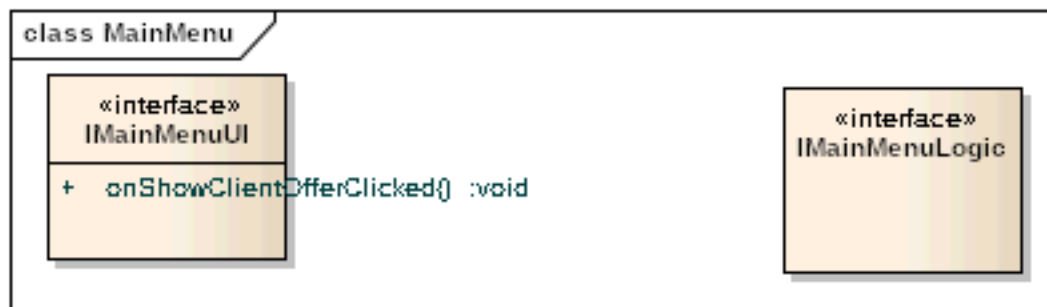 class MainMenu
«interface»
IMainMenuUI
+ onShowClientOfferClicked() :void
«interface»
IMainMenuLogic